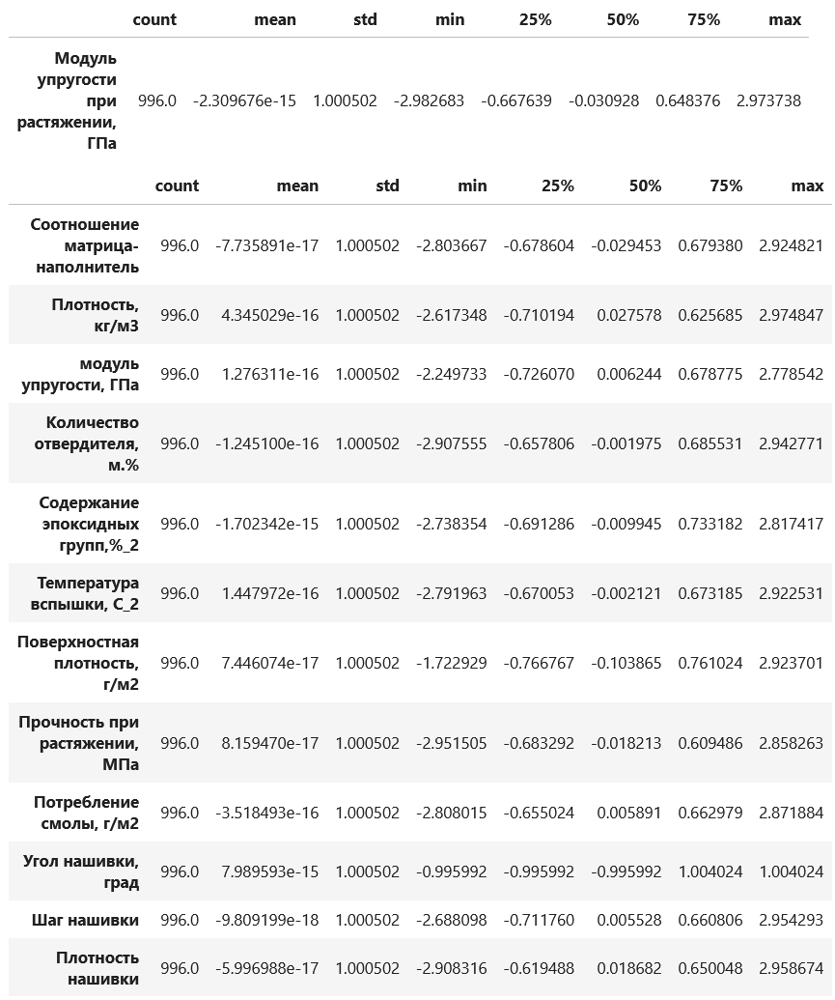 count mean std min 25% 50% 75% max
Модуль
упругости
при
растяжении,
ГПа
996.0 -2.309676e-15 1.000502 -2.982683 -0.667639 -0.030928 0.648376 2.973738
count mean std min 25% 50% 75% max
Соотношение
матрица-
наполнитель
996.0 -7.735891e-17 1.000502 -2.803667 -0.678604 -0.029453 0.679380 2.924821
Плотность,
кг/м3
996.0 4.345029e-16 1.000502 -2.617348 -0.710194 0.027578 0.625685 2.974847
модуль
упругости, ГПа
996.0 1.276311e-16 1.000502 -2.249733 -0.726070 0.006244 0.678775 2.778542
Количество
отвердителя,
м.%
996.0 -1.245100e-16 1.000502 -2.907555 -0.657806 -0.001975 0.685531 2.942771
Содержание
эпоксидных
групп,%_2
996.0 -1.702342e-15 1.000502 -2.738354 -0.691286 -0.009945 0.733182 2.817417
Температура
вспышки, С_2
996.0 1.447972e-16 1.000502 -2.791963 -0.670053 -0.002121 0.673185 2.922531
Поверхностная
плотность,
г/м2
996.0 7.446074e-17 1.000502 -1.722929 -0.766767 -0.103865 0.761024 2.923701
Прочность при
растяжении,
МПа
996.0 8.159470e-17 1.000502 -2.951505 -0.683292 -0.018213 0.609486 2.858263
Потребление
смолы, г/м2
996.0 -3.518493e-16 1.000502 -2.808015 -0.655024 0.005891 0.662979 2.871884
Угол нашивки,
град
996.0 7.989593e-15 1.000502 -0.995992 -0.995992 -0.995992 1.004024 1.004024
Шаг нашивки 996.0 -9.809199e-18 1.000502 -2.688098 -0.711760 0.005528 0.660806 2.954293
Плотность
нашивки
996.0 -5.996988e-17 1.000502 -2.908316 -0.619488 0.018682 0.650048 2.958674